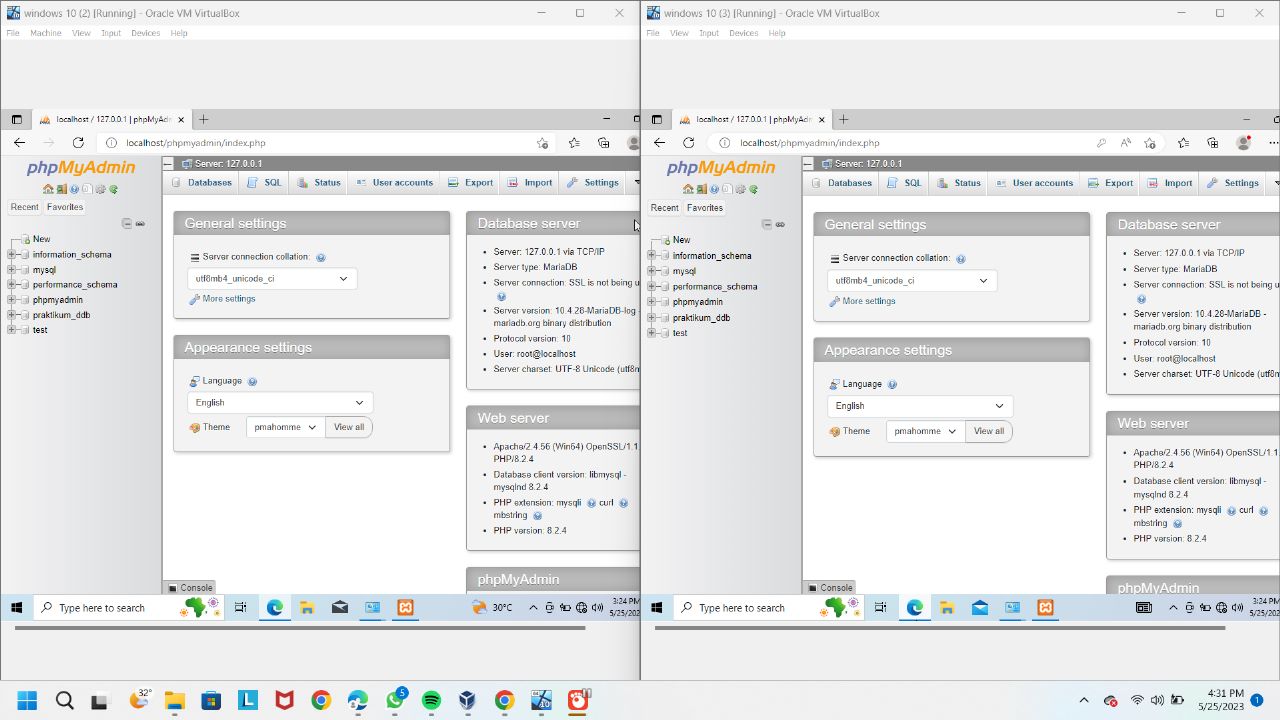 windows 10 (2) [Running] - Oracle VM VirtualBox
File Machine View Input Devices Help
localhost / 127.0.0.1 | phpMyAdm
localhost/phpmyadmin/index.php
phpMyAdmin
Recent Favorites
New
information_schema
mysql
performance_schema
phpmyadmin
praktikum_ddb
test
Server: 127.0.0.1
Databases SQL Status User accounts Export Import Settings
General settings
Server connection collation:
utf8mb4_unicode_ci
More settings
Appearance settings
Language
English
Theme pmahomme View all
Database server
Server: 127.0.0.1 via TCP/IP
Server type: MariaDB
Server connection: SSL is not being u
Server version: 10.4.28-MariaDB-log -
mariadb.org binary distribution
Protocol version: 10
User: root@localhost
Server charset: UTF-8 Unicode (utf8m
Web server
Apache/2.4.56 (Win64) OpenSSL/1.1.
PHP/8.2.4
Database client version: libmysql -
mysqlnd 8.2.4
PHP extension: mysqli curl
mbstring
PHP version: 8.2.4
phpMyAdmin
Console
Type here to search
30°C
3:24 PM
5/25/202
windows 10 (3) [Running] - Oracle VM VirtualBox
File View Input Devices Help
localhost / 127.0.0.1 | phpMyAdm
localhost/phpmyadmin/index.php
phpMyAdmin
Recent Favorites
New
information_schema
mysql
performance_schema
phpmyadmin
praktikum_ddb
test
Server: 127.0.0.1
Databases SQL Status User accounts Export Import Settings
General settings
Server connection collation:
utf8mb4_unicode_ci
More settings
Appearance settings
Language
English
Theme pmahomme View all
Database server
Server: 127.0.0.1 via TCP/IP
Server type: MariaDB
Server connection: SSL is not being u
Server version: 10.4.28-MariaDB-log -
mariadb.org binary distribution
Protocol version: 10
User: root@localhost
Server charset: UTF-8 Unicode (utf8m
Web server
Apache/2.4.56 (Win64) OpenSSL/1.1.
PHP/8.2.4
Database client version: libmysql -
mysqlnd 8.2.4
PHP extension: mysqli curl
mbstring
PHP version: 8.2.4
phpMyAdmin
Console
Type here to search
3:24 PM
5/25/2023
32°
5
4:31 PM
5/25/2023
1